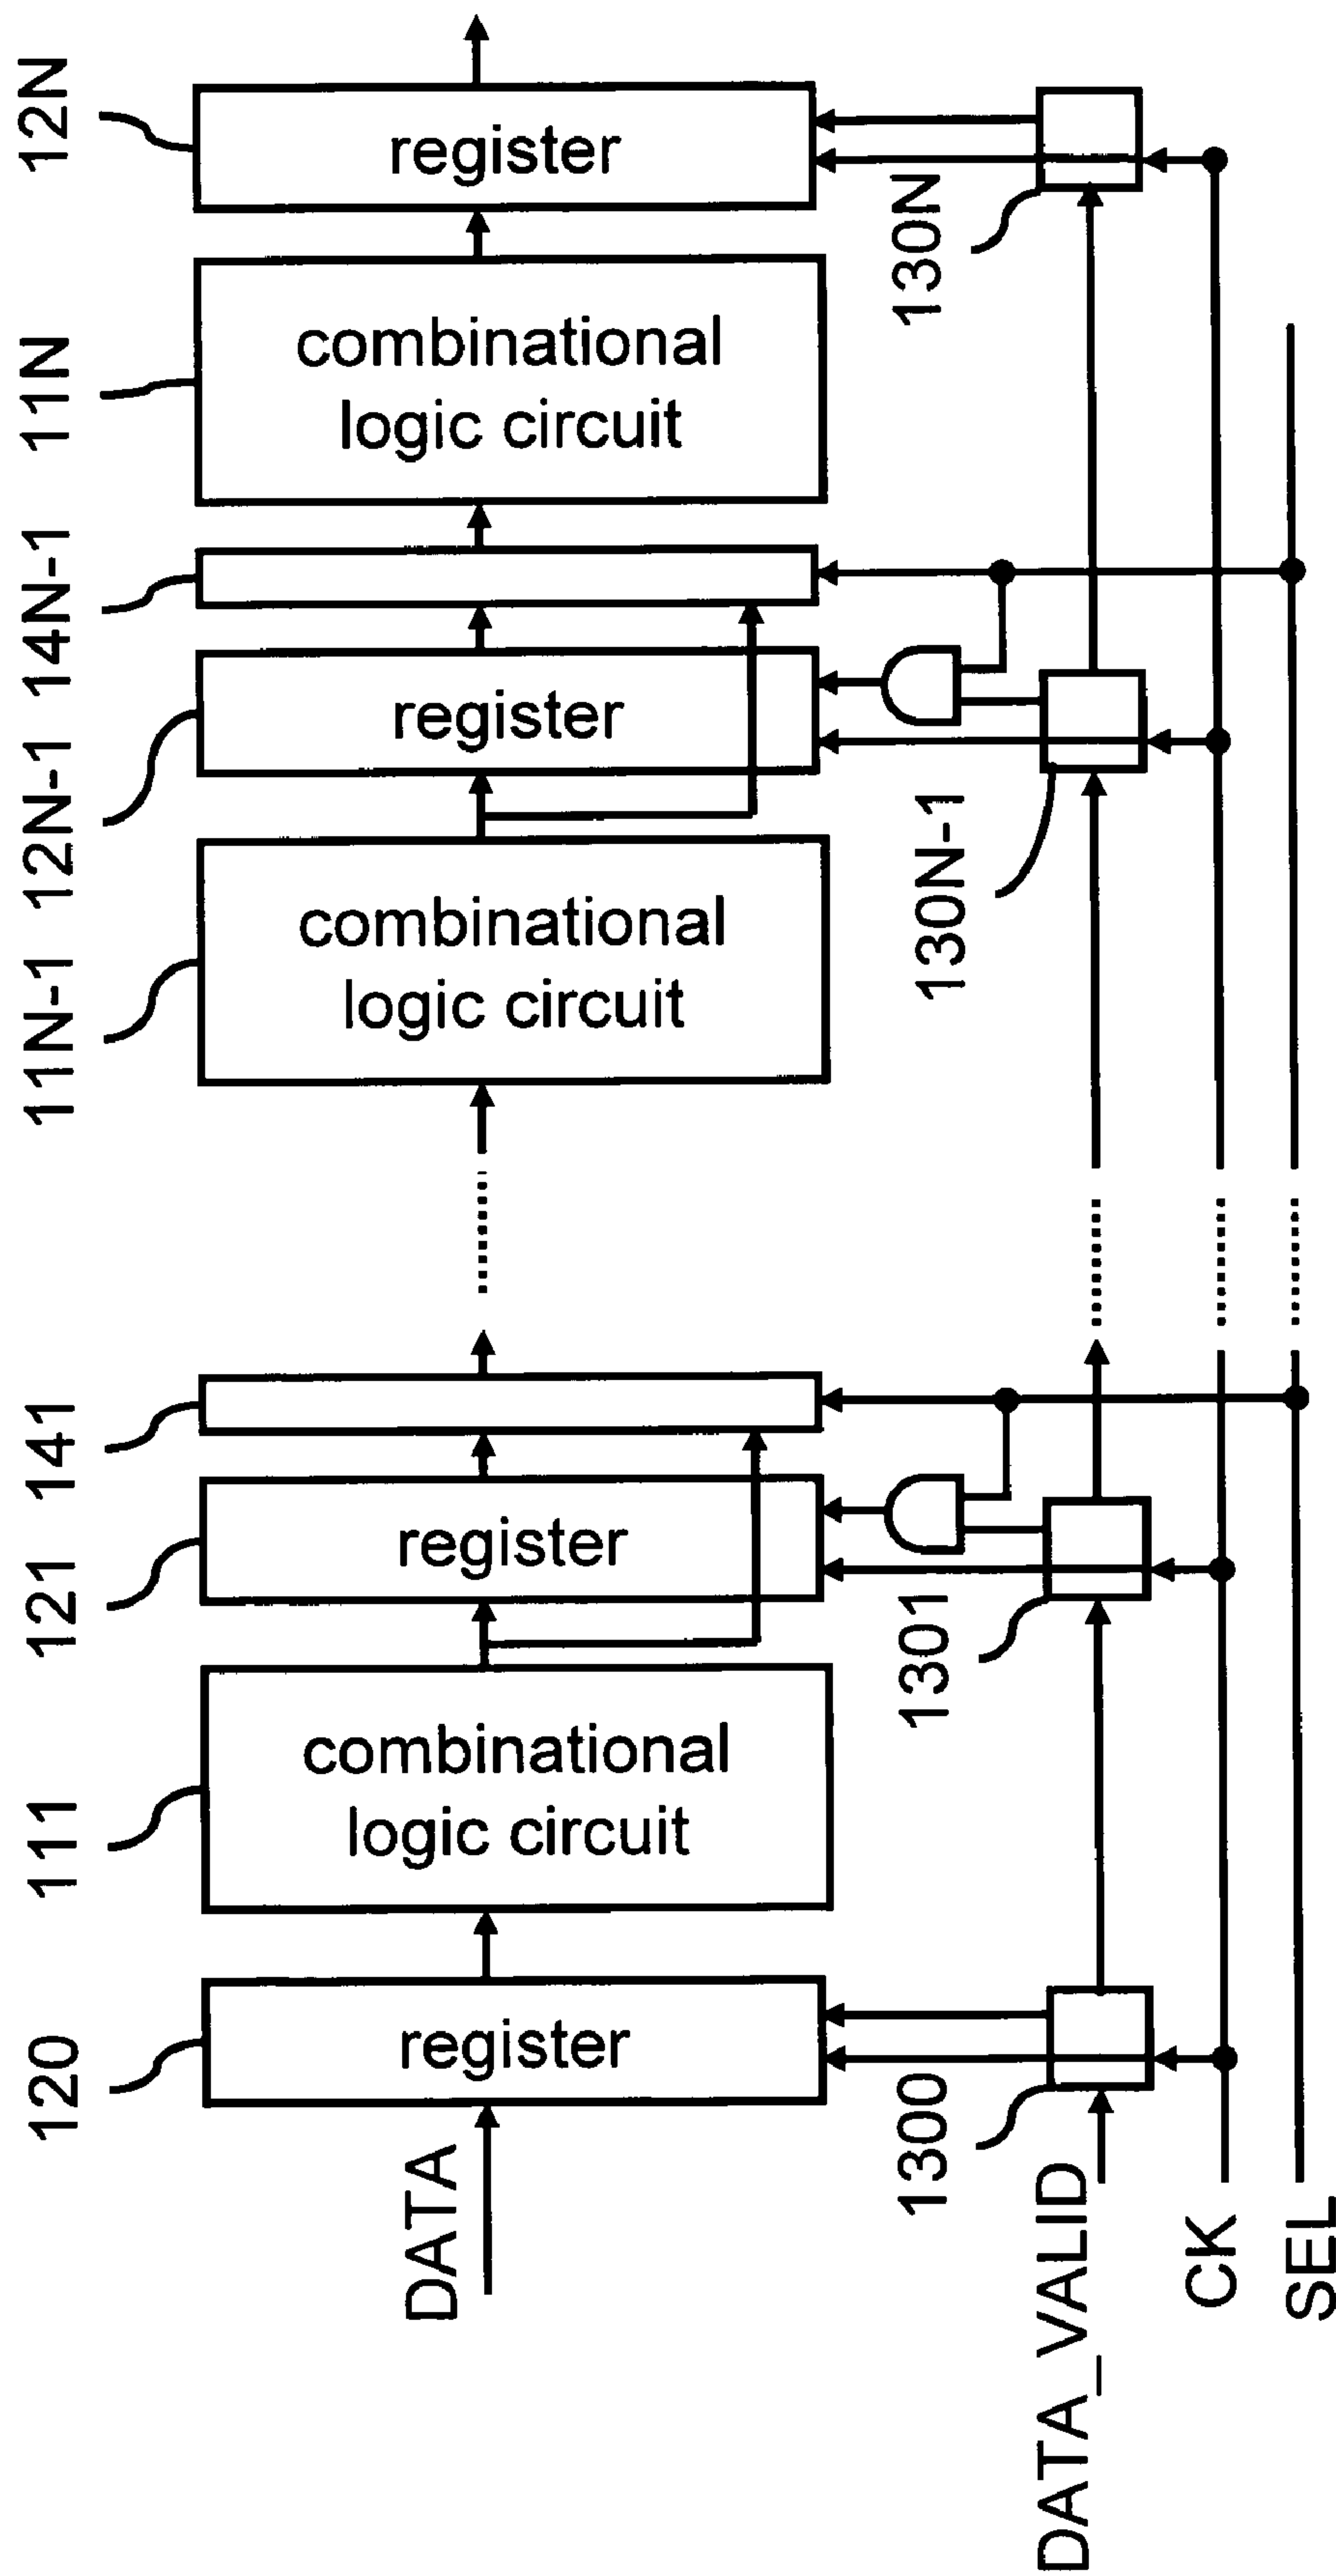 120
111
121
141
11N-1
12N-1
14N-1
11N
12N
DATA
register
combinational
logic circuit
register
combinational
logic circuit
register
combinational
logic circuit
register
1300
1301
130N-1
130N
DATA_VALID
CK
SEL